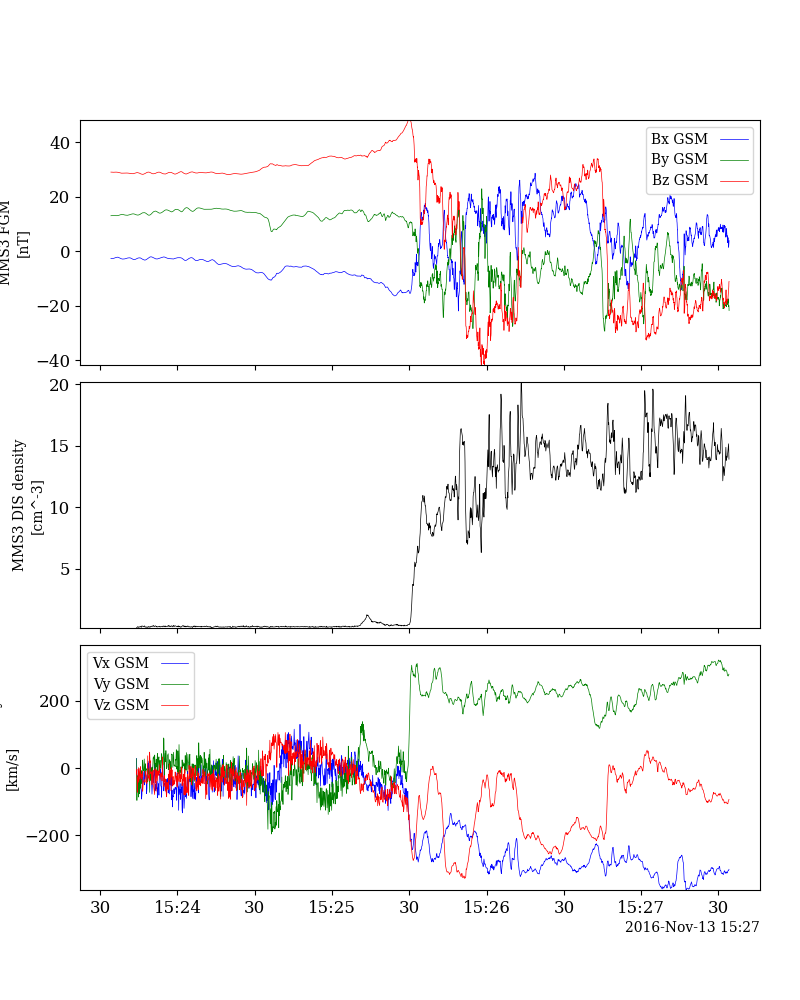 MMS3 FGM
[nT]
40
20
0
−20
−40
Bx GSM
By GSM
Bz GSM
MMS3 DIS density
[cm^-3]
20
15
10
5
[km/s]
200
0
−200
Vx GSM
Vy GSM
Vz GSM
30
15:24
30
15:25
30
15:26
30
15:27
30
2016-Nov-13 15:27